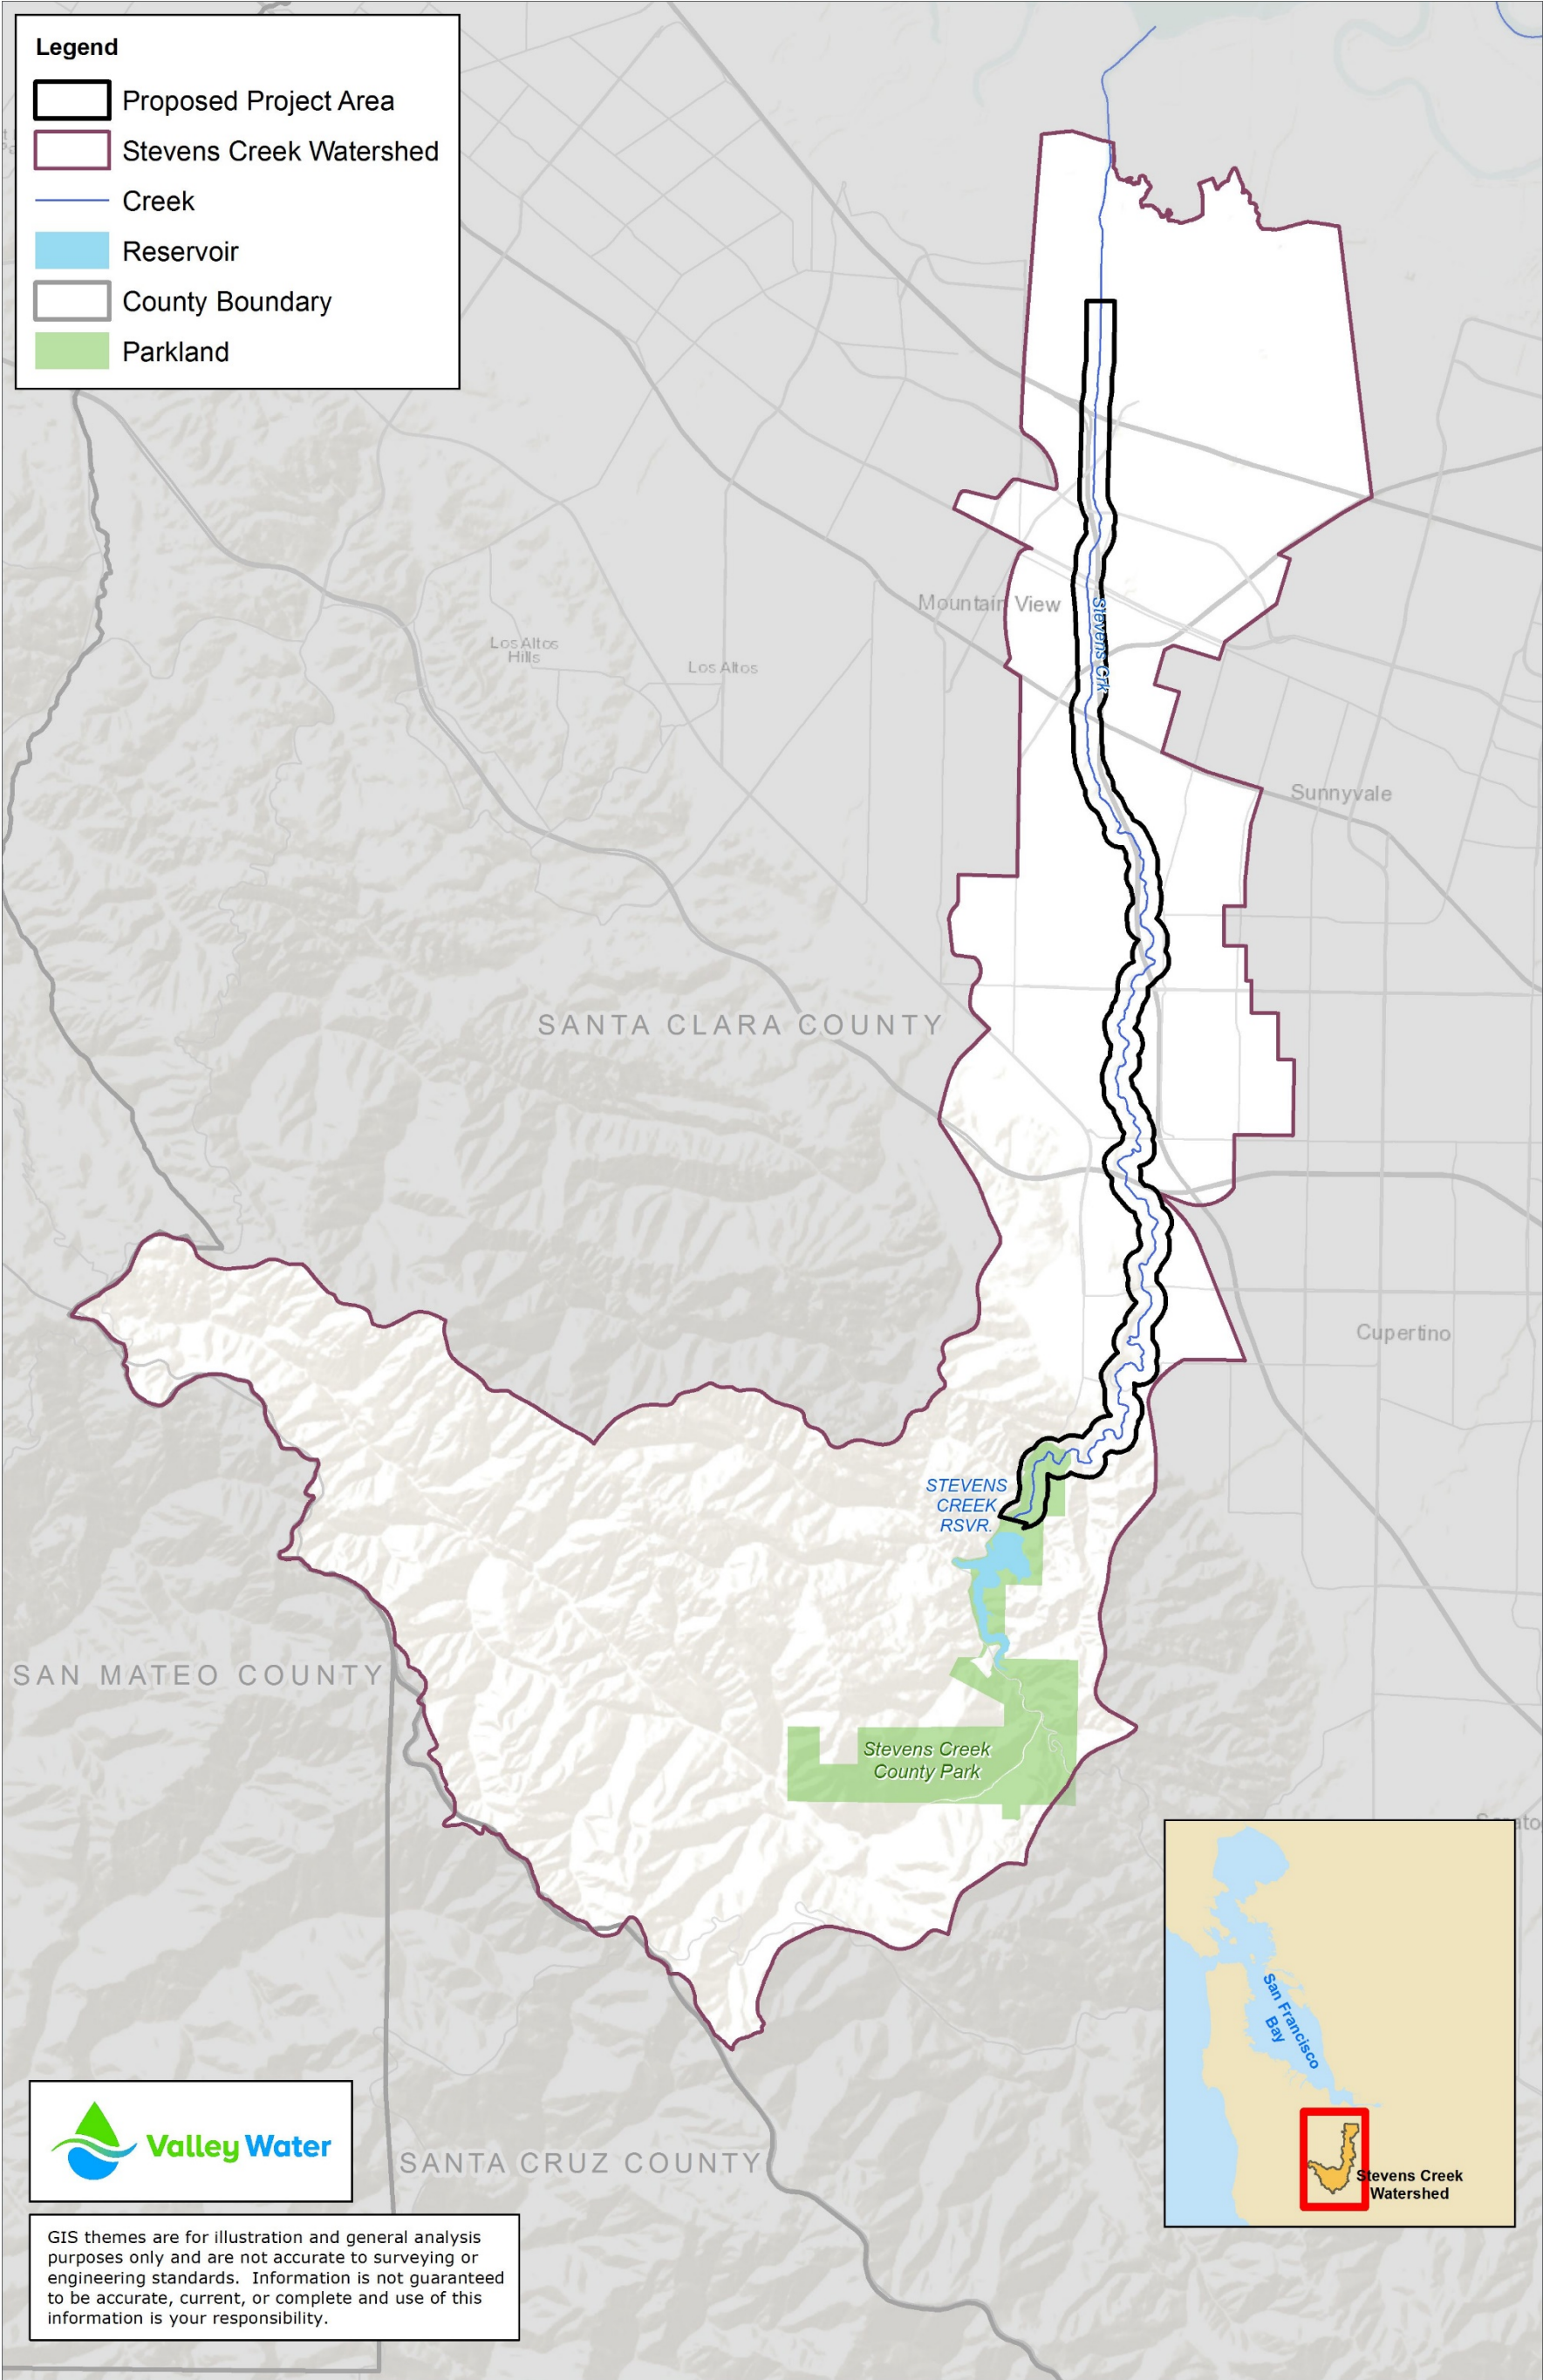 Legend
Proposed Project Area
Stevens Creek Watershed
Creek
Reservoir
County Boundary
Parkland
Mountain View
Stevens Crk
Los Altos
Hills
Los Altos
Sunnyvale
SANTA CLARA COUNTY
Cupertino
STEVENS
CREEK
RSVR.
SAN MATEO COUNTY
Stevens Creek
County Park
San Francisco
Bay
Stevens Creek
Watershed
Valley Water
SANTA CRUZ COUNTY
GIS themes are for illustration and general analysis
purposes only and are not accurate to surveying or
engineering standards. Information is not guaranteed
to be accurate, current, or complete and use of this
information is your responsibility.